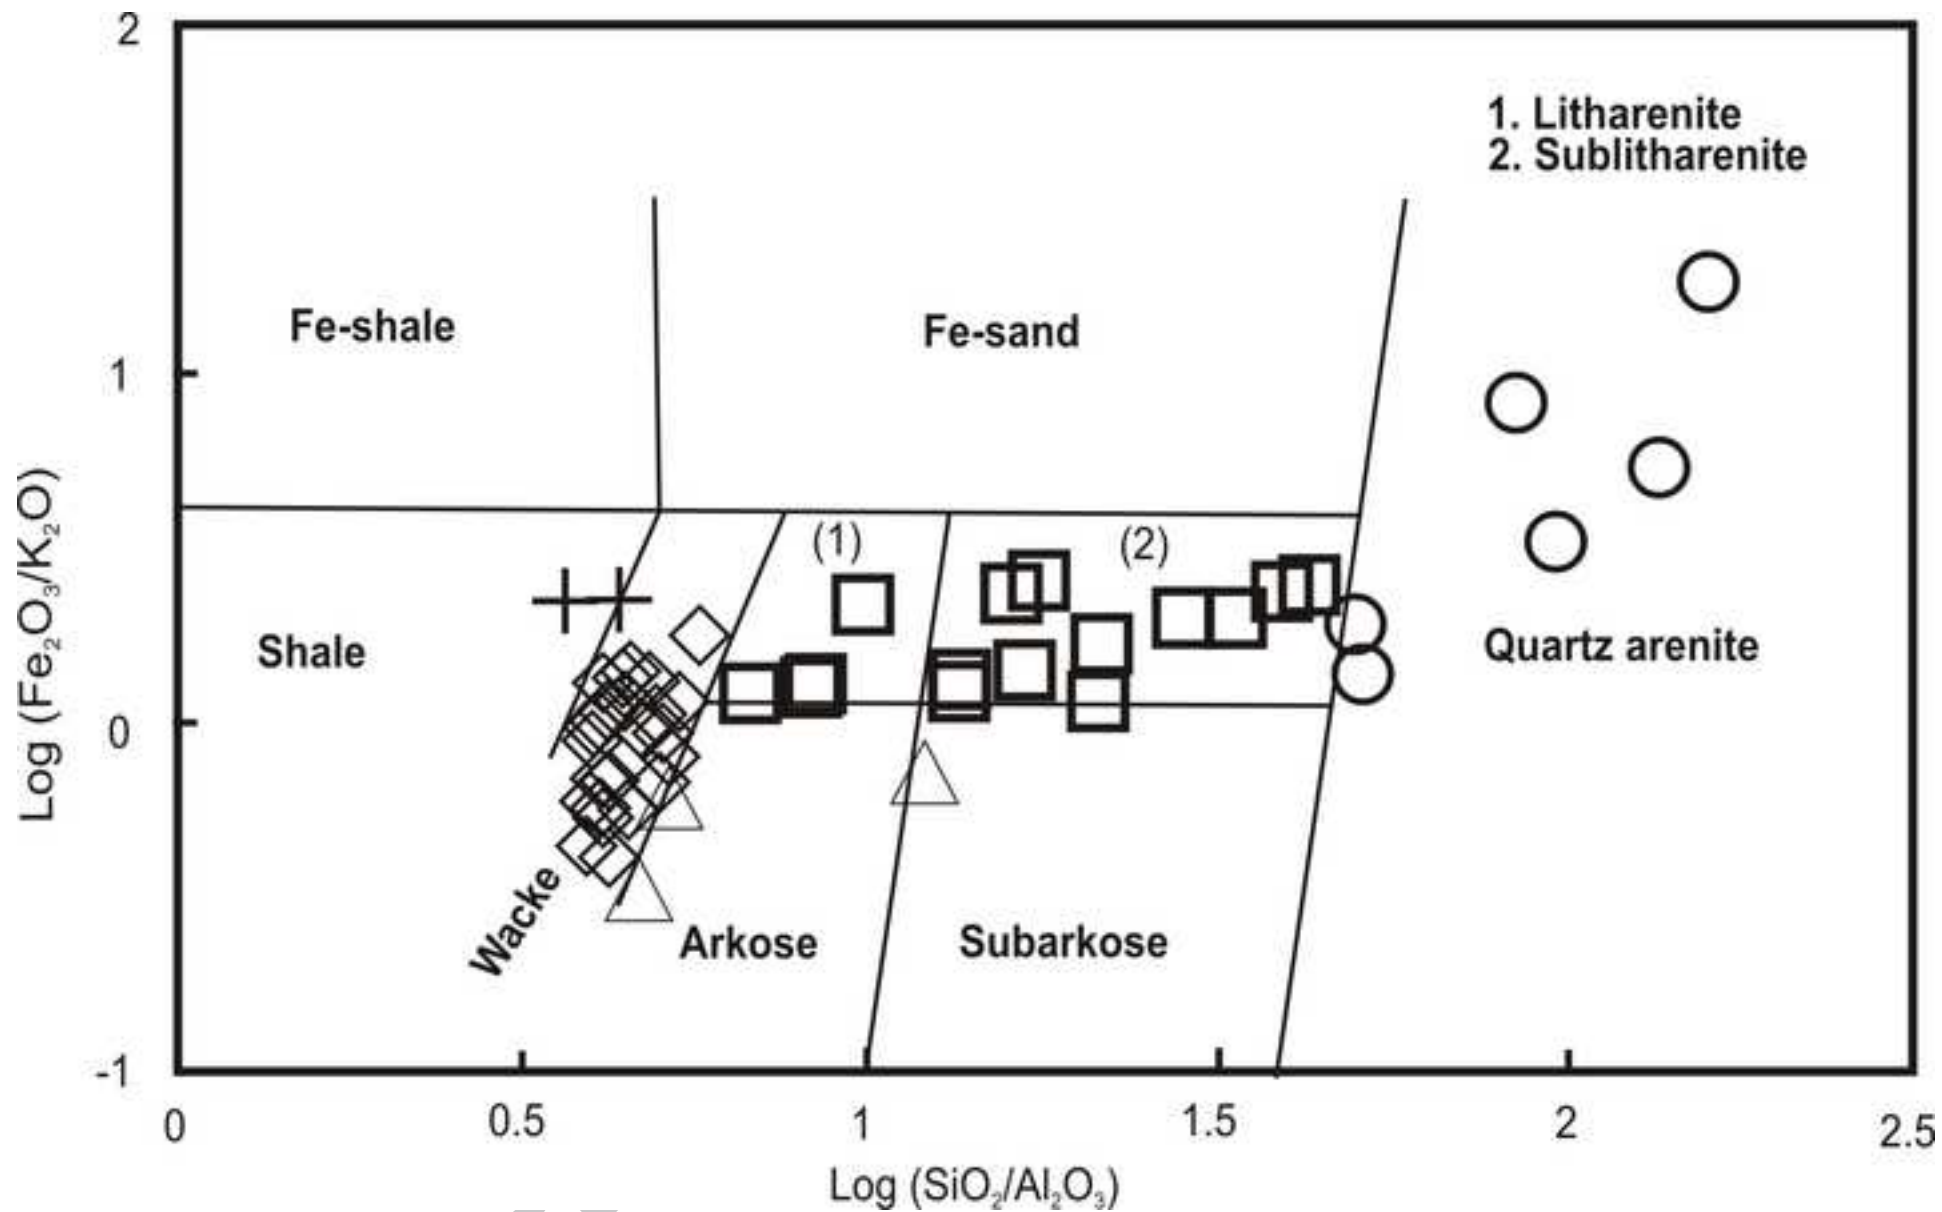 2
1. Litharenite
2. Sublitharenite
Fe-shale
Fe-sand
1
Log (Fe₂O₃/K₂O)
(1)
(2)
Shale
Quartz arenite
0
Wacke
Arkose
Subarkose
-1
0
0.5
1
1.5
2
2.5
Log (SiO₂/Al₂O₃)